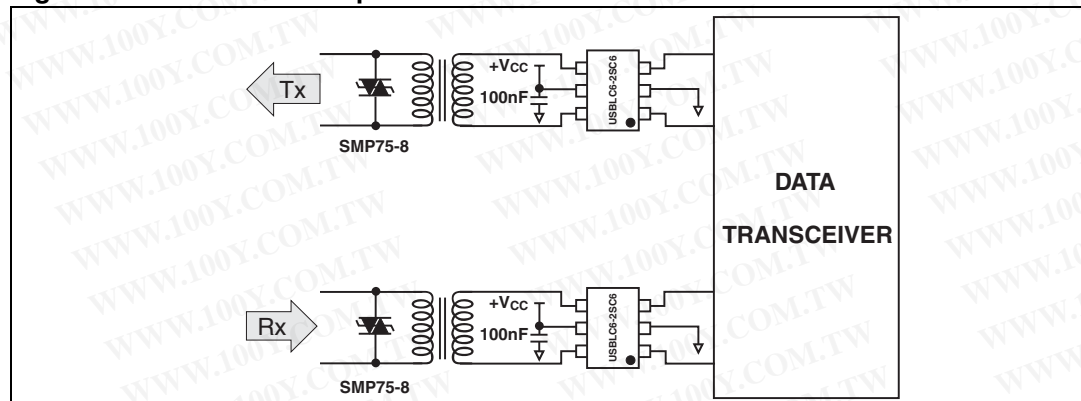 Tx
SMP75-8
+VCC
100nF
USBLC6-2SC6
DATA
TRANSCEIVER
Rx
SMP75-8
+VCC
100nF
USBLC6-2SC6
WWW.100Y.COM.TW